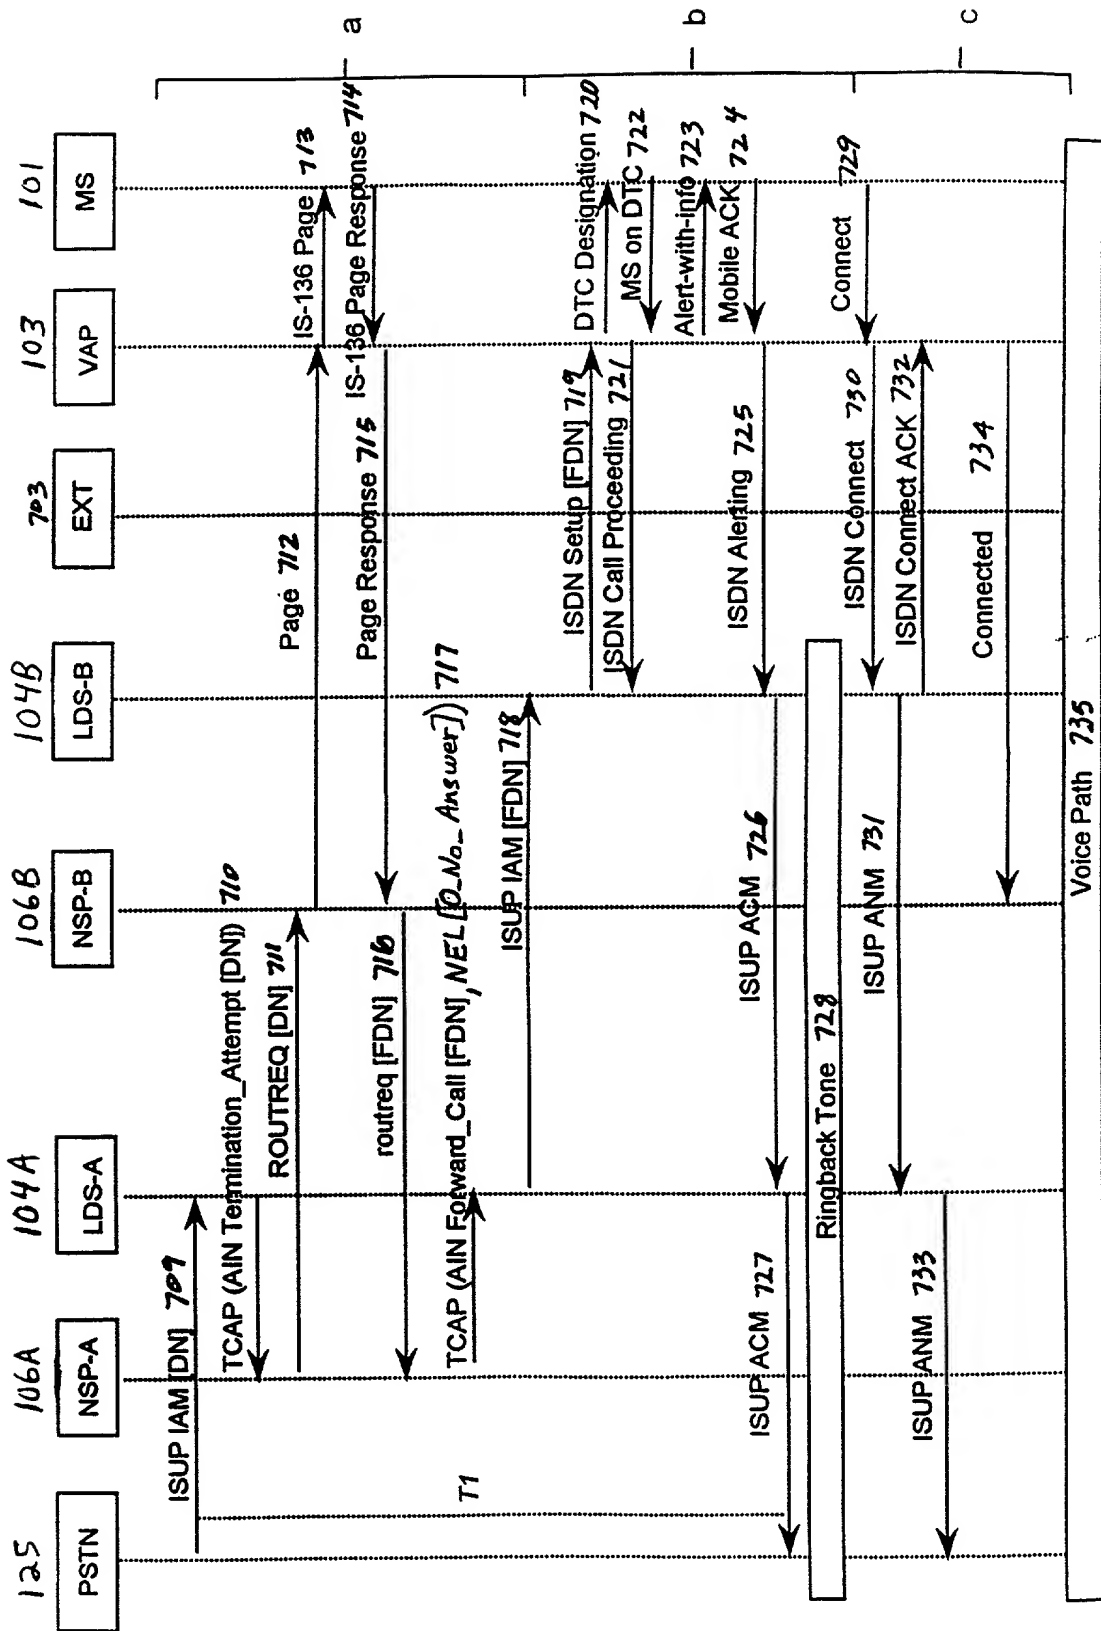 125
PSTN
106A
NSP-A
104A
LDS-A
106B
NSP-B
104B
LDS-B
703
EXT
103
VAP
101
MS
ISUP IAM [DN] 709
TCAP (AIN Termination_Attempt [DN]) 710
ROUTREQ [DN] 711
Page 712
IS-136 Page 713
IS-136 Page Response 714
Page Response 715
routreq [FDN] 716
TCAP (AIN Forward_Call [FDN], NEL [O_No_Answer]) 717
ISUP IAM [FDN] 718
a
T1
ISDN Setup [FDN] 719
DTC Designation 720
ISDN Call Proceeding 721
MS on DTC 722
Alert-with-info 723
Mobile ACK 724
ISDN Alerting 725
ISUP ACM 726
ISUP ACM 727
b
Ringback Tone 728
Connect 729
ISDN Connect 730
ISUP ANM 731
ISDN Connect ACK 732
ISUP ANM 733
Connected 734
c
Voice Path 735